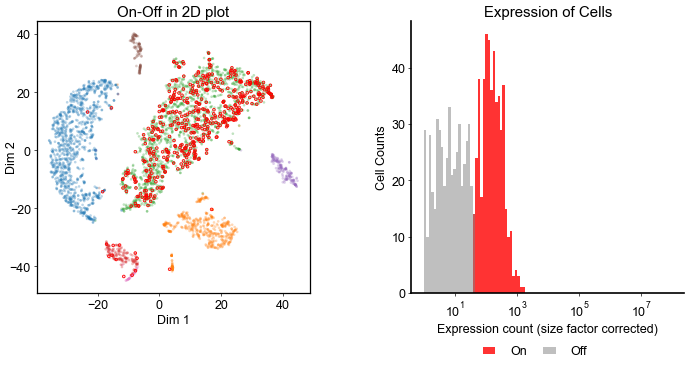 On-Off in 2D plot
40
20
0
−20
−40
Dim 2
−20
0
20
40
Dim 1
Expression of Cells
40
30
20
10
0
Cell Counts
10^1
10^3
10^5
10^7
Expression count (size factor corrected)
On
Off